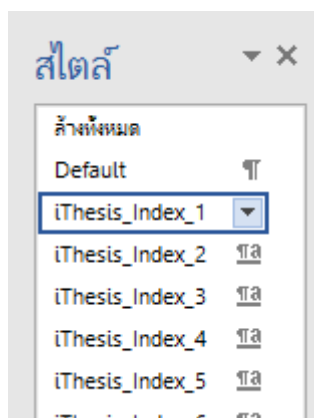 สไตล์
ล้างทั้งหมด
Default ¶
iThesis_Index_1
iThesis_Index_2 ¶a
iThesis_Index_3 ¶a
iThesis_Index_4 ¶a
iThesis_Index_5 ¶a